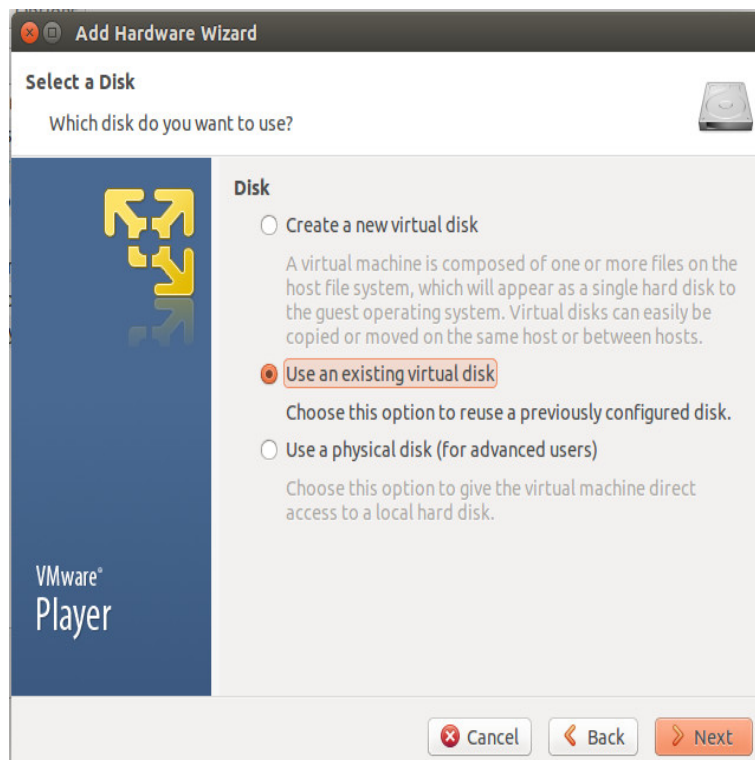 Add Hardware Wizard
Select a Disk
Which disk do you want to use?
Disk
Create a new virtual disk
A virtual machine is composed of one or more files on the
host file system, which will appear as a single hard disk to
the guest operating system. Virtual disks can easily be
copied or moved on the same host or between hosts.
Use an existing virtual disk
Choose this option to reuse a previously configured disk.
Use a physical disk (for advanced users)
Choose this option to give the virtual machine direct
access to a local hard disk.
VMware®
Player
Cancel
Back
Next